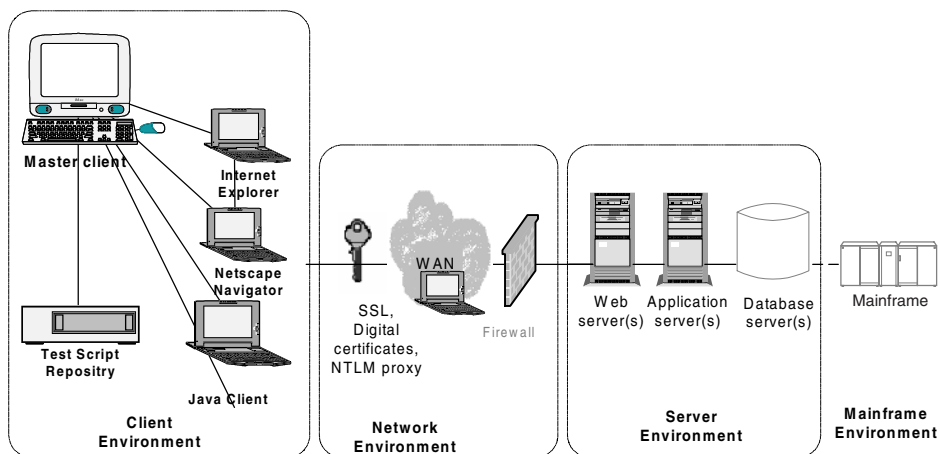 Master client
Internet
Explorer
Netscape
Navigator
Test Script
Repositry
Java Client
Client
Environment
WAN
SSL,
Digital
certificates,
NTLM proxy
Firewall
Network
Environment
Web
server(s)
Application
server(s)
Database
server(s)
Server
Environment
Mainframe
Mainframe
Environment